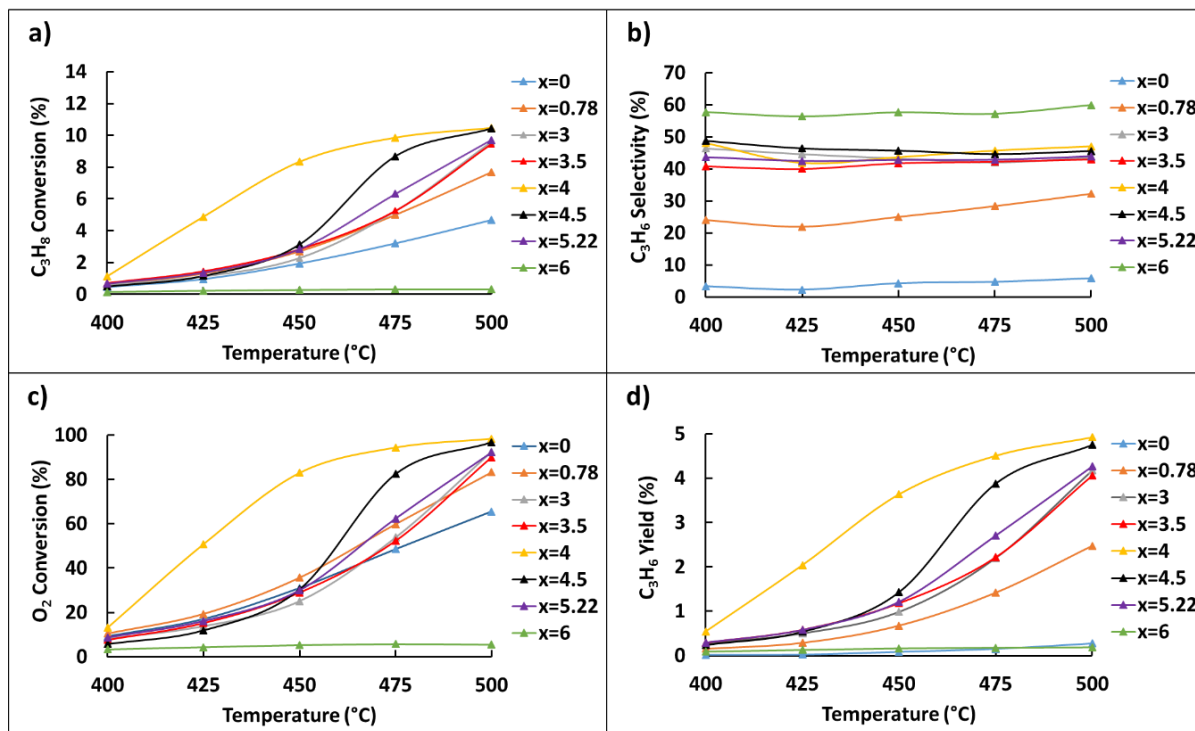 a)
C₃H₈ Conversion (%)
14
12
10
8
6
4
2
0
400 425 450 475 500
Temperature (°C)
x=0
x=0.78
x=3
x=3.5
x=4
x=4.5
x=5.22
x=6
b)
C₃H₆ Selectivity (%)
70
60
50
40
30
20
10
0
400 425 450 475 500
Temperature (°C)
x=0
x=0.78
x=3
x=3.5
x=4
x=4.5
x=5.22
x=6
c)
O₂ Conversion (%)
100
80
60
40
20
0
400 425 450 475 500
Temperature (°C)
x=0
x=0.78
x=3
x=3.5
x=4
x=4.5
x=5.22
x=6
d)
C₃H₆ Yield (%)
5
4
3
2
1
0
400 425 450 475 500
Temperature (°C)
x=0
x=0.78
x=3
x=3.5
x=4
x=4.5
x=5.22
x=6